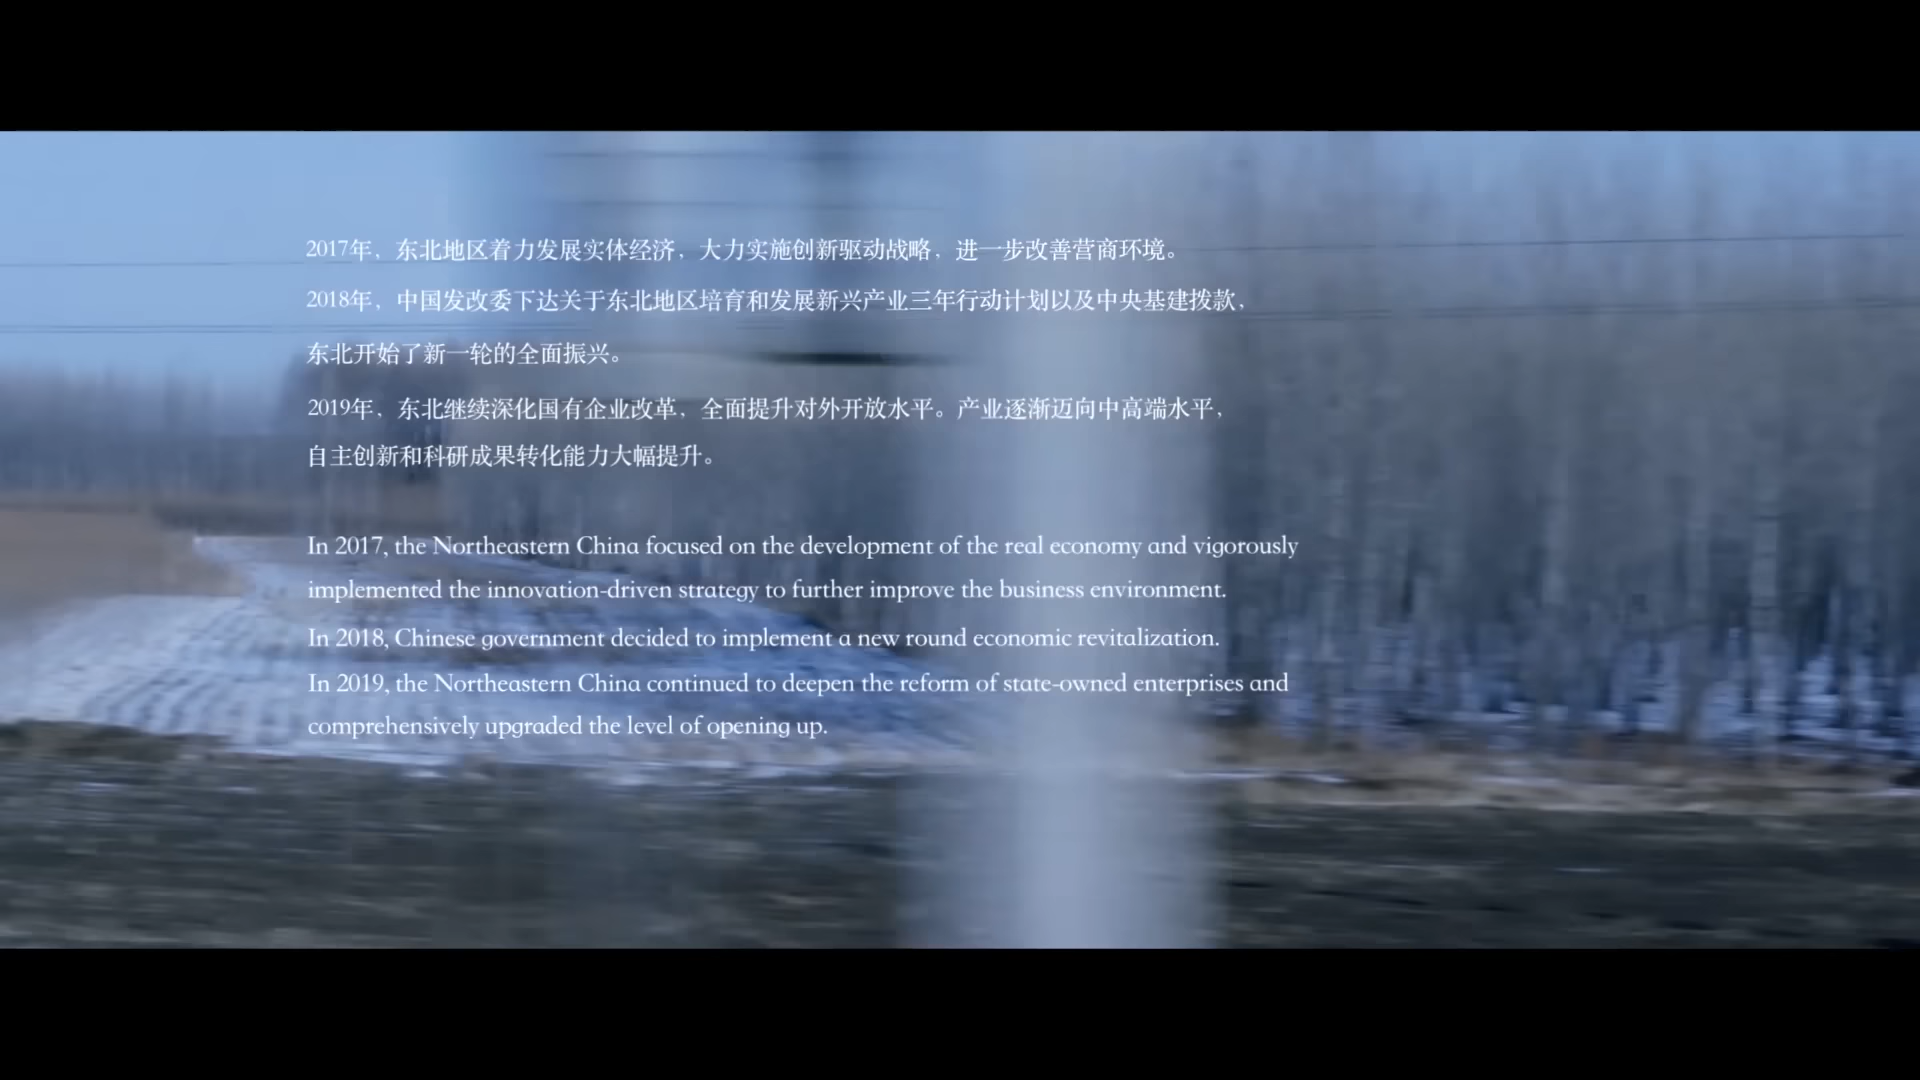 2017年，东北地区着力发展实体经济，大力实施创新驱动战略，进一步改善营商环境。
2018年，中国发改委下达关于东北地区培育和发展新兴产业三年行动计划以及中央基建拨款，
东北开始了新一轮的全面振兴。
2019年，东北继续深化国有企业改革，全面提升对外开放水平。产业逐渐迈向中高端水平，
自主创新和科研成果转化能力大幅提升。
In 2017, the Northeastern China focused on the development of the real economy and vigorously
implemented the innovation-driven strategy to further improve the business environment.
In 2018, Chinese government decided to implement a new round economic revitalization.
In 2019, the Northeastern China continued to deepen the reform of state-owned enterprises and
comprehensively upgraded the level of opening up.